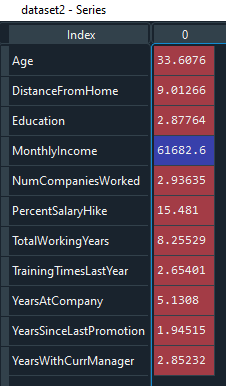 dataset2 - Series
Index 0
Age 33.6076
DistanceFromHome 9.01266
Education 2.87764
MonthlyIncome 61682.6
NumCompaniesWorked 2.93635
PercentSalaryHike 15.481
TotalWorkingYears 8.25529
TrainingTimesLastYear 2.65401
YearsAtCompany 5.1308
YearsSinceLastPromotion 1.94515
YearsWithCurrManager 2.85232